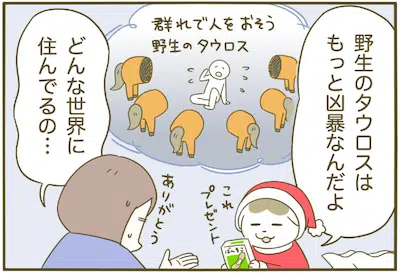 野生のタウロスは
もっと凶暴なんだよ
群れで人をおそう
野生のタウロス
どんな世界に
住んでるの…
これ
プレゼント
ありがとう